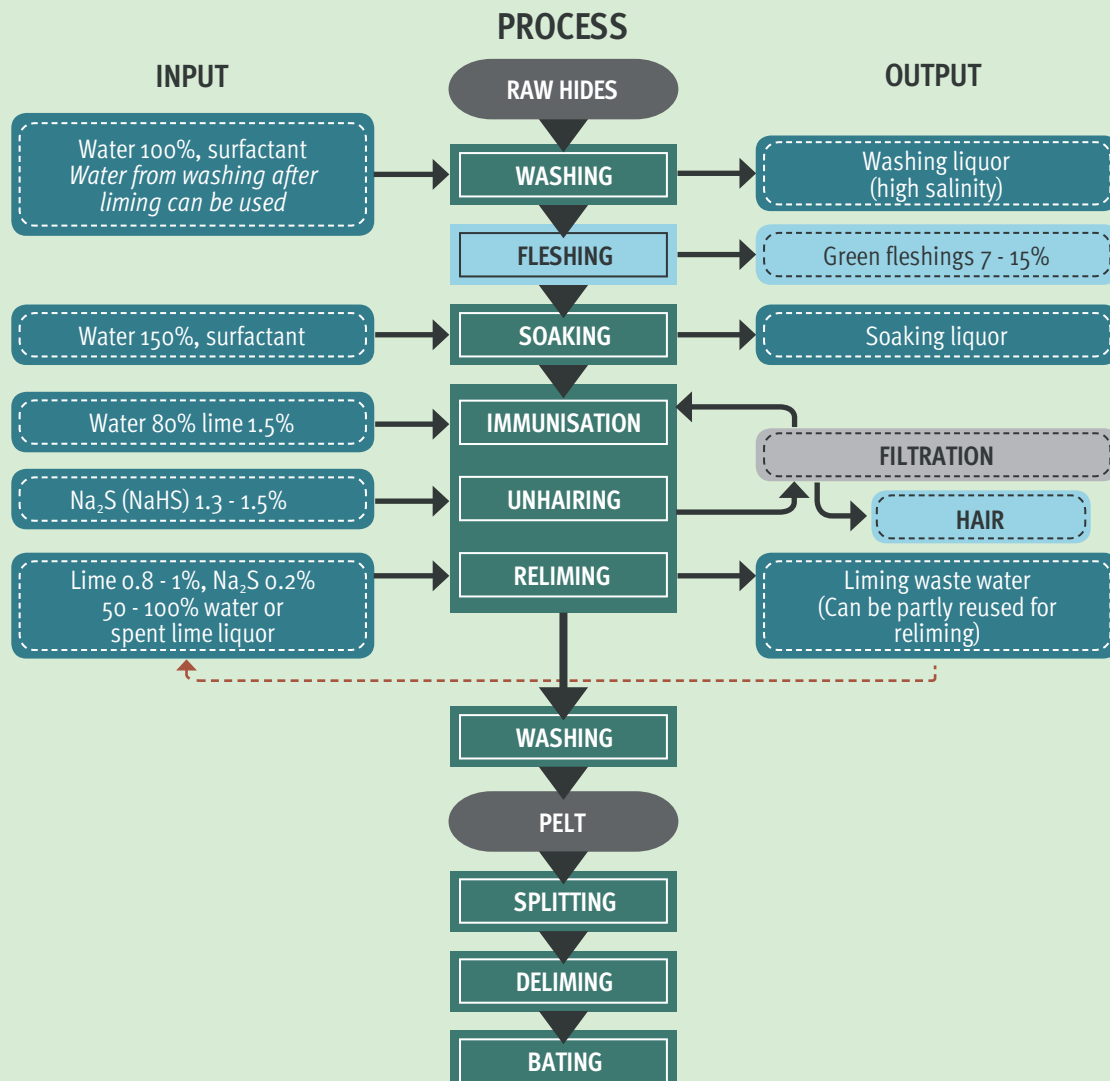 PROCESS
INPUT
OUTPUT
RAW HIDES
Water 100%, surfactant
Water from washing after
liming can be used
WASHING
Washing liquor
(high salinity)
FLESHING
Green fleshings 7 - 15%
Water 150%, surfactant
SOAKING
Soaking liquor
Water 80% lime 1.5%
IMMUNISATION
FILTRATION
Na₂S (NaHS) 1.3 - 1.5%
UNHAIRING
HAIR
Lime 0.8 - 1%, Na₂S 0.2%
50 - 100% water or
spent lime liquor
RELIMING
Liming waste water
(Can be partly reused for
reliming)
WASHING
PELT
SPLITTING
DELIMING
BATING